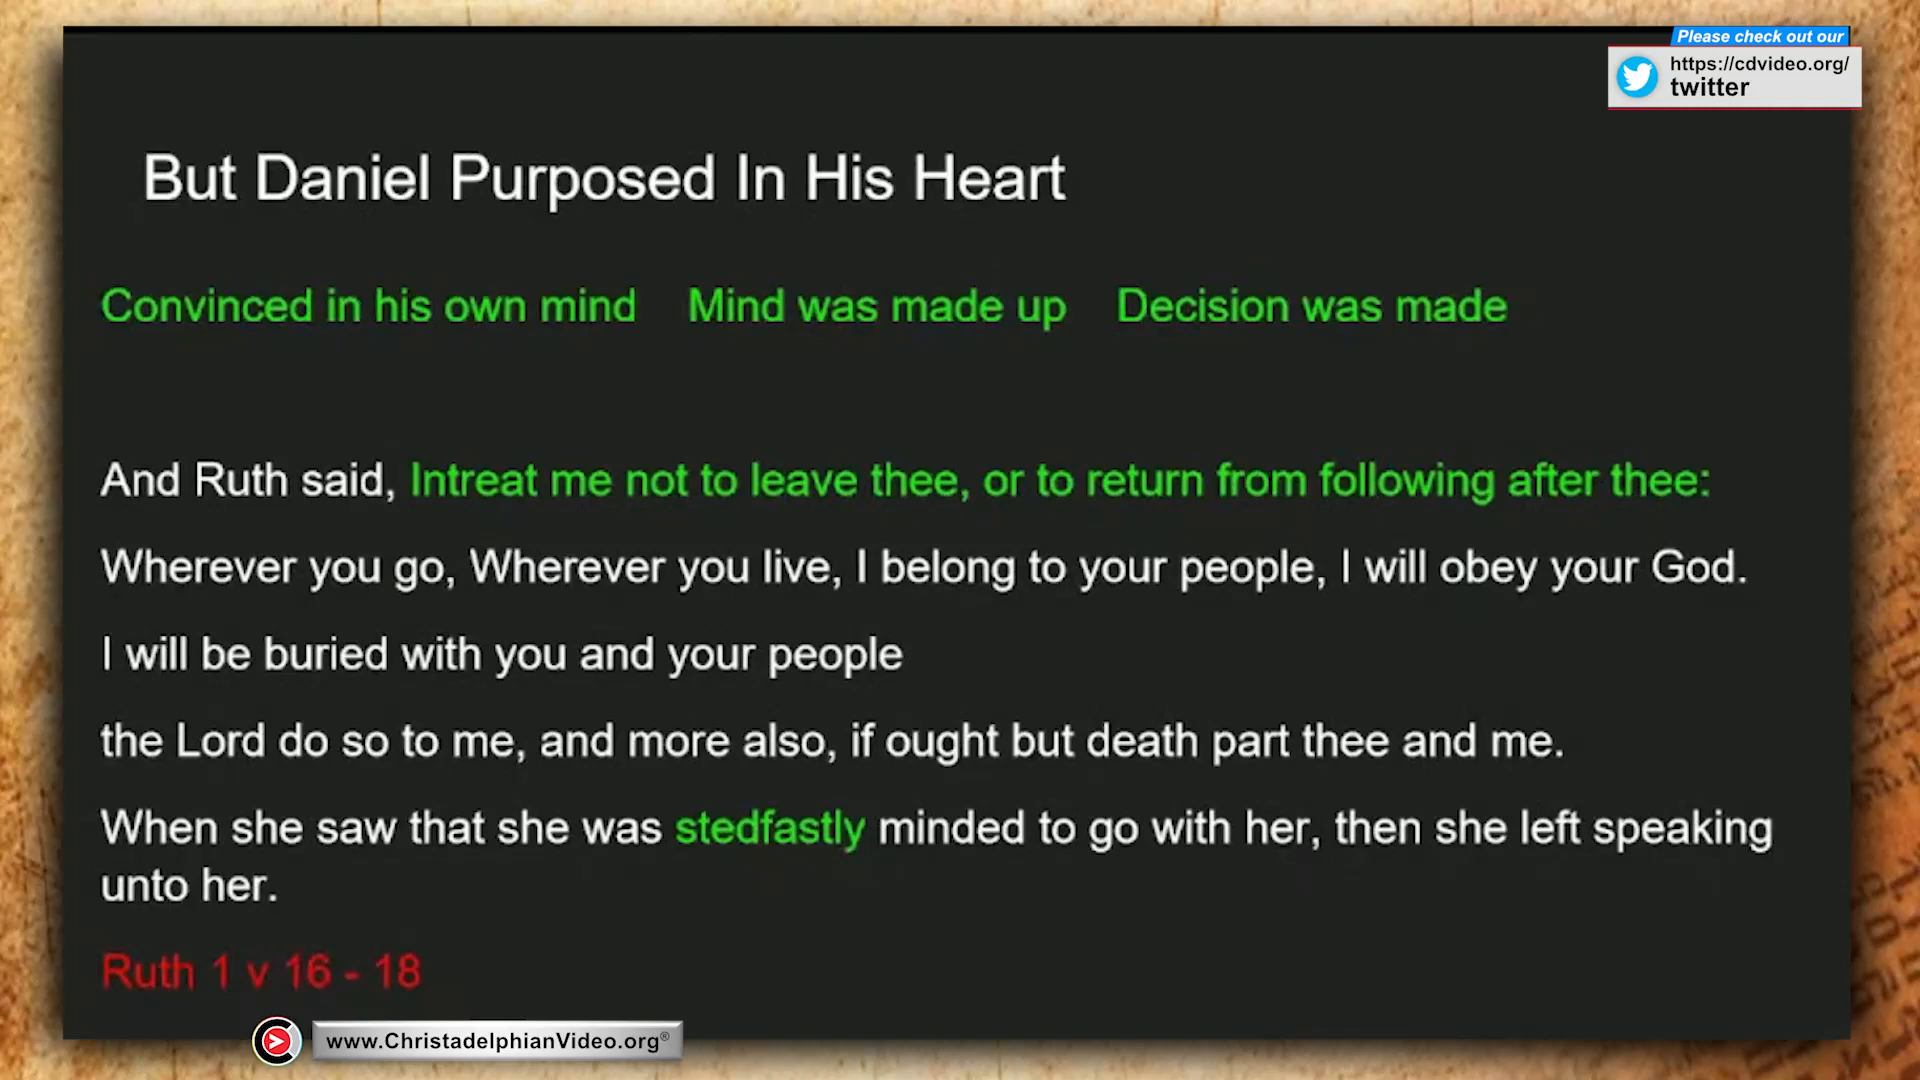 Please check out our
https://cdvideo.org/
twitter
But Daniel Purposed In His Heart
Convinced in his own mind Mind was made up Decision was made
And Ruth said, Intreat me not to leave thee, or to return from following after thee:
Wherever you go, Wherever you live, I belong to your people, I will obey your God.
I will be buried with you and your people
the Lord do so to me, and more also, if ought but death part thee and me.
When she saw that she was stedfastly minded to go with her, then she left speaking
unto her.
Ruth 1 v 16 - 18
www.ChristadelphianVideo.org®